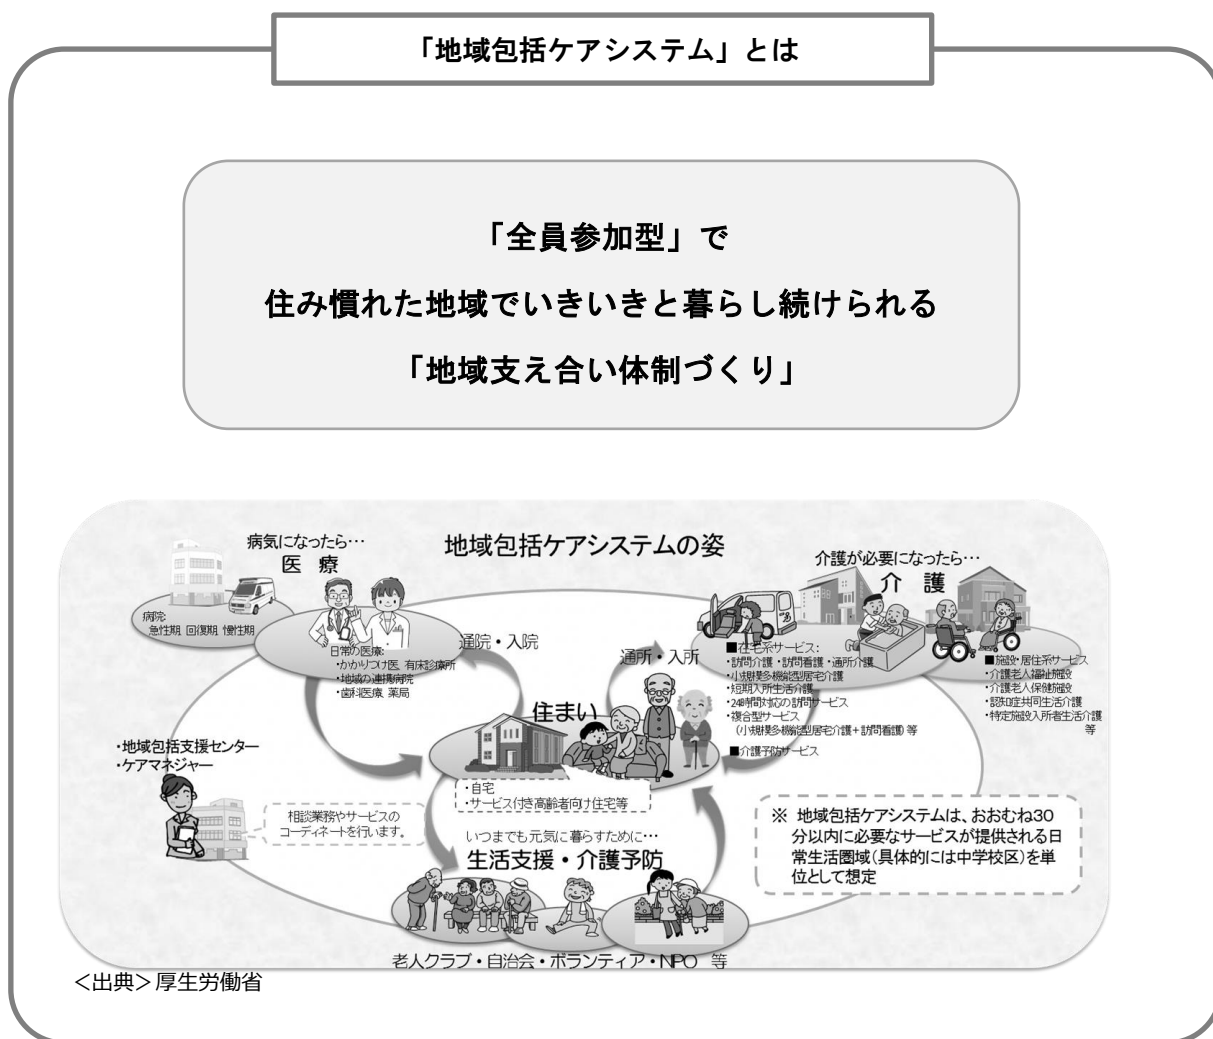 「地域包括ケアシステム」とは
「全員参加型」で
住み慣れた地域でいきいきと暮らし続けられる
「地域支え合い体制づくり」
地域包括ケアシステムの姿
病気になったら…
医 療
病院:
急性期 回復期 慢性期
日常の医療:
・かかりつけ医、有床診療所
・地域の連携病院
・歯科医療、薬局
通院・入院
通所・入所
介護が必要になったら…
介 護
■在宅系サービス:
・訪問介護 ・訪問看護 ・通所介護
・小規模多機能型居宅介護
・短期入所生活介護
・24時間対応の訪問サービス
・複合型サービス
(小規模多機能型居宅介護+訪問看護) 等
■介護予防サービス
■施設・居住系サービス
・介護老人福祉施設
・介護老人保健施設
・認知症共同生活介護
・特定施設入所者生活介護
等
住まい
・自宅
・サービス付き高齢者向け住宅等
・地域包括支援センター
・ケアマネジャー
相談業務やサービスの
コーディネートを行います。
いつまでも元気に暮らすために…
生活支援・介護予防
老人クラブ・自治会・ボランティア・NPO 等
※ 地域包括ケアシステムは、おおむね30
分以内に必要なサービスが提供される日
常生活圏域(具体的には中学校区)を単
位として想定
<出典>厚生労働省